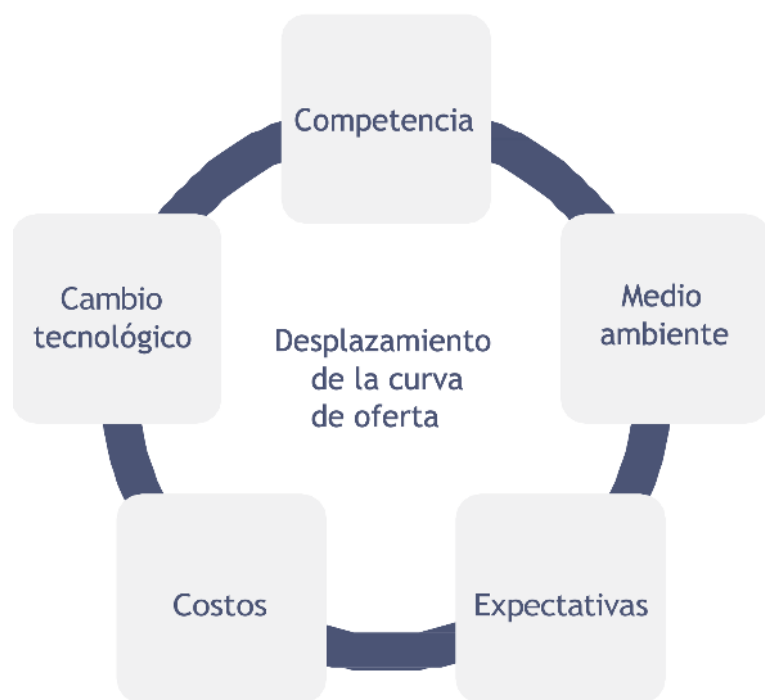 Competencia
Cambio
tecnológico
Medio
ambiente
Desplazamiento
de la curva
de oferta
Costos
Expectativas